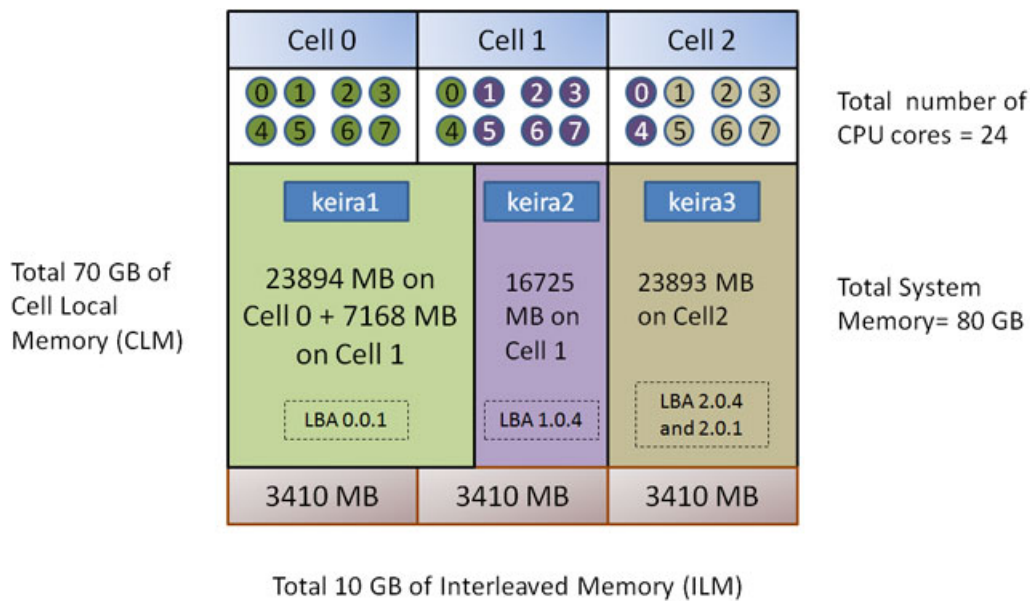 Cell 0 Cell 1 Cell 2
0 1 2 3 0 1 2 3 0 1 2 3
4 5 6 7 4 5 6 7 4 5 6 7
Total number of
CPU cores = 24
keira1 keira2 keira3
Total 70 GB of
Cell Local
Memory (CLM)
23894 MB on
Cell 0 + 7168 MB
on Cell 1
16725
MB on
Cell 1
23893 MB
on Cell2
Total System
Memory= 80 GB
LBA 0.0.1
LBA 1.0.4
LBA 2.0.4
and 2.0.1
3410 MB 3410 MB 3410 MB
Total 10 GB of Interleaved Memory (ILM)